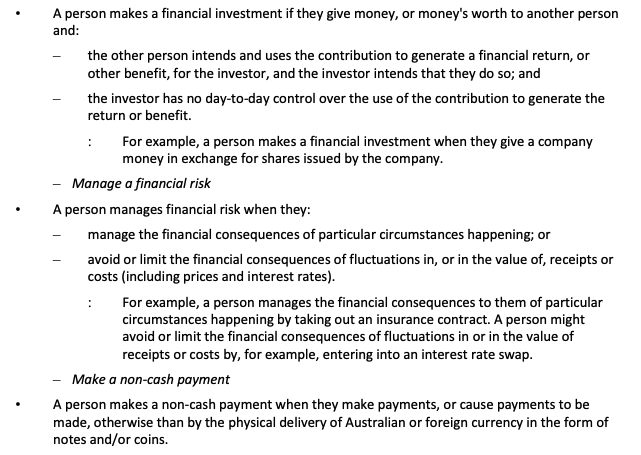 • A person makes a financial investment if they give money, or money's worth to another person
and:
– the other person intends and uses the contribution to generate a financial return, or
other benefit, for the investor, and the investor intends that they do so; and
– the investor has no day-to-day control over the use of the contribution to generate the
return or benefit.
: For example, a person makes a financial investment when they give a company
money in exchange for shares issued by the company.
– Manage a financial risk
• A person manages financial risk when they:
– manage the financial consequences of particular circumstances happening; or
– avoid or limit the financial consequences of fluctuations in, or in the value of, receipts or
costs (including prices and interest rates).
: For example, a person manages the financial consequences to them of particular
circumstances happening by taking out an insurance contract. A person might
avoid or limit the financial consequences of fluctuations in or in the value of
receipts or costs by, for example, entering into an interest rate swap.
– Make a non-cash payment
• A person makes a non-cash payment when they make payments, or cause payments to be
made, otherwise than by the physical delivery of Australian or foreign currency in the form of
notes and/or coins.